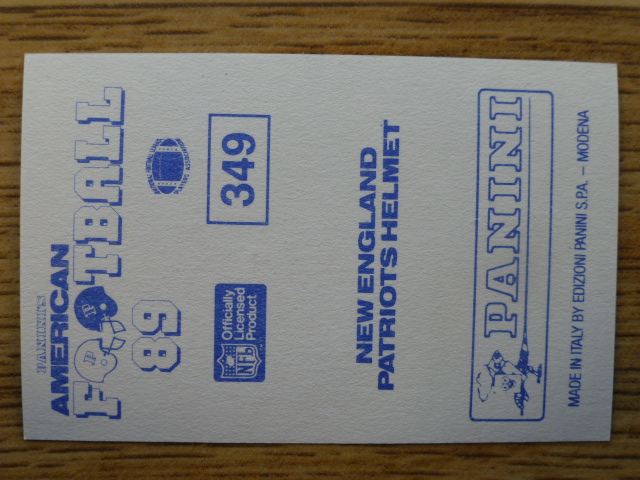 PANINI'S
AMERICAN
FOOTBALL
89
349
NFL
Officially
Licensed
Product
NEW ENGLAND
PATRIOTS HELMET
PANINI
MADE IN ITALY BY EDIZIONI PANINI S.P.A. – MODENA